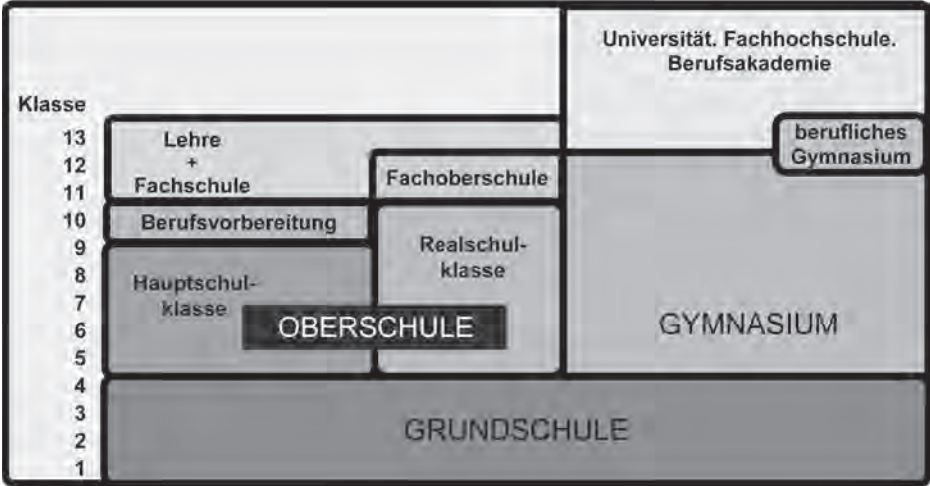 Universität. Fachhochschule.
Berufsakademie
Klasse
13
12
11
10
9
8
7
6
5
4
3
2
1
Lehre
+
Fachschule
Fachoberschule
berufliches
Gymnasium
Berufsvorbereitung
Hauptschul-
klasse
Realschul-
klasse
OBERSCHULE
GYMNASIUM
GRUNDSCHULE